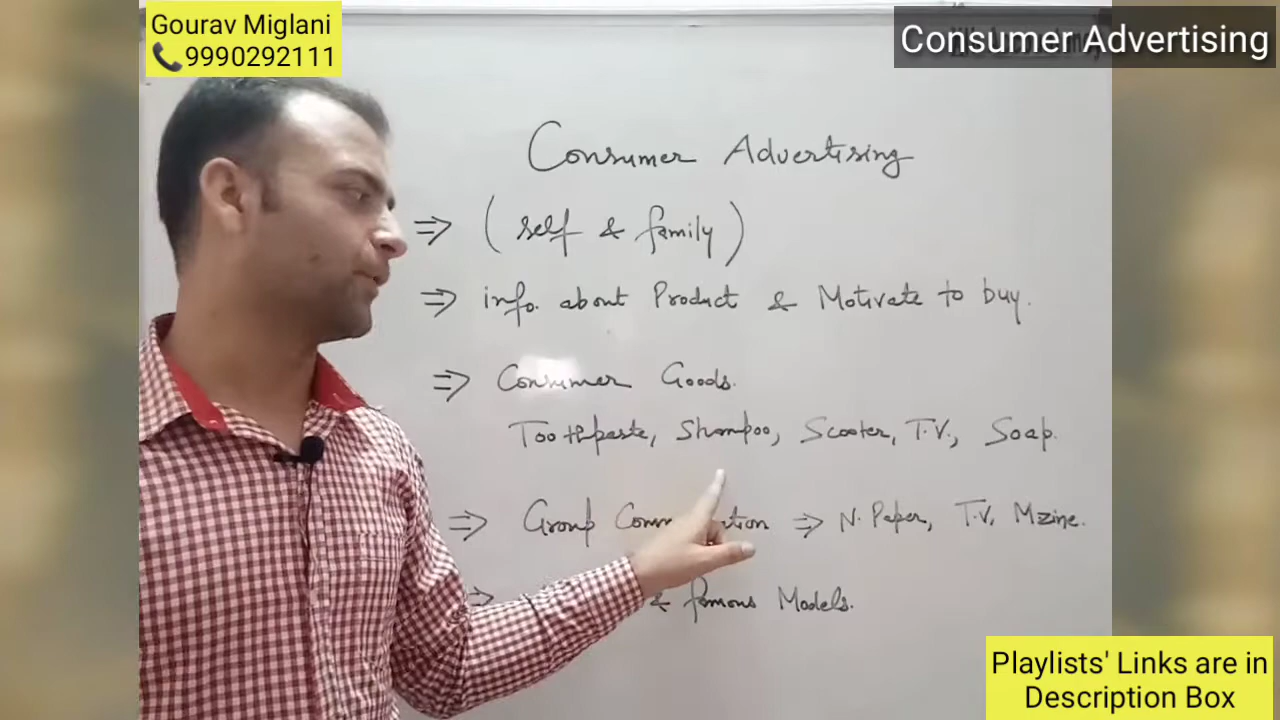 Gourav Miglani
📞9990292111
Consumer Advertising
Consumer Advertising
⇒ (self & family)
⇒ info. about Product & Motivate to buy.
⇒ Consumer Goods.
Toothpaste, Shampoo, Scooter, T.V., Soap.
⇒ Group ⇒ N. Paper, T.V. Mzine.
⇒ & famous Models.
Playlists' Links are in
Description Box